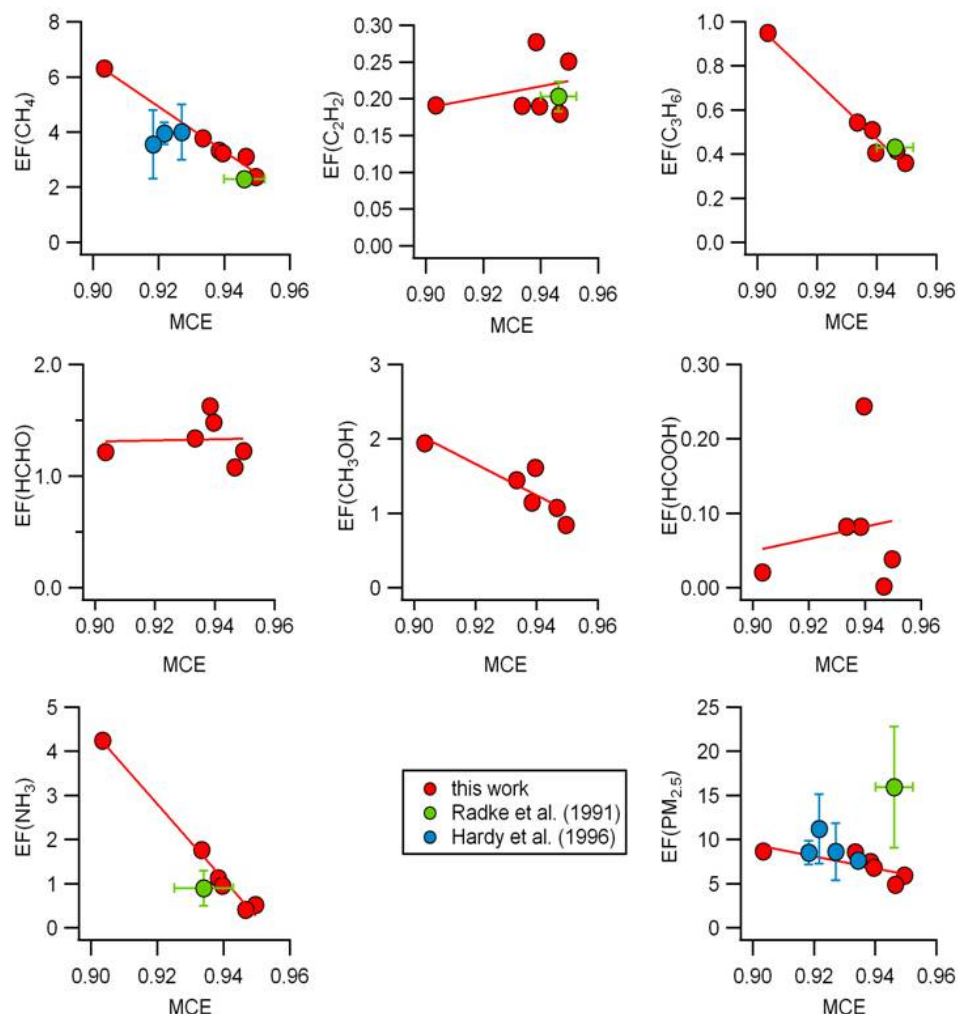 EF(CH4)
8
6
4
2
0
0.90 0.92 0.94 0.96
MCE
EF(C2H2)
0.30
0.25
0.20
0.15
0.10
0.05
0.00
0.90 0.92 0.94 0.96
MCE
EF(C3H6)
1.0
0.8
0.6
0.4
0.2
0.0
0.90 0.92 0.94 0.96
MCE
EF(HCHO)
2.0
1.0
0.0
0.90 0.92 0.94 0.96
MCE
EF(CH3OH)
3
2
1
0
0.90 0.92 0.94 0.96
MCE
EF(HCOOH)
0.30
0.20
0.10
0.00
0.90 0.92 0.94 0.96
MCE
EF(NH3)
5
4
3
2
1
0
0.90 0.92 0.94 0.96
MCE
this work
Radke et al. (1991)
Hardy et al. (1996)
EF(PM2.5)
25
20
15
10
5
0
0.90 0.92 0.94 0.96
MCE